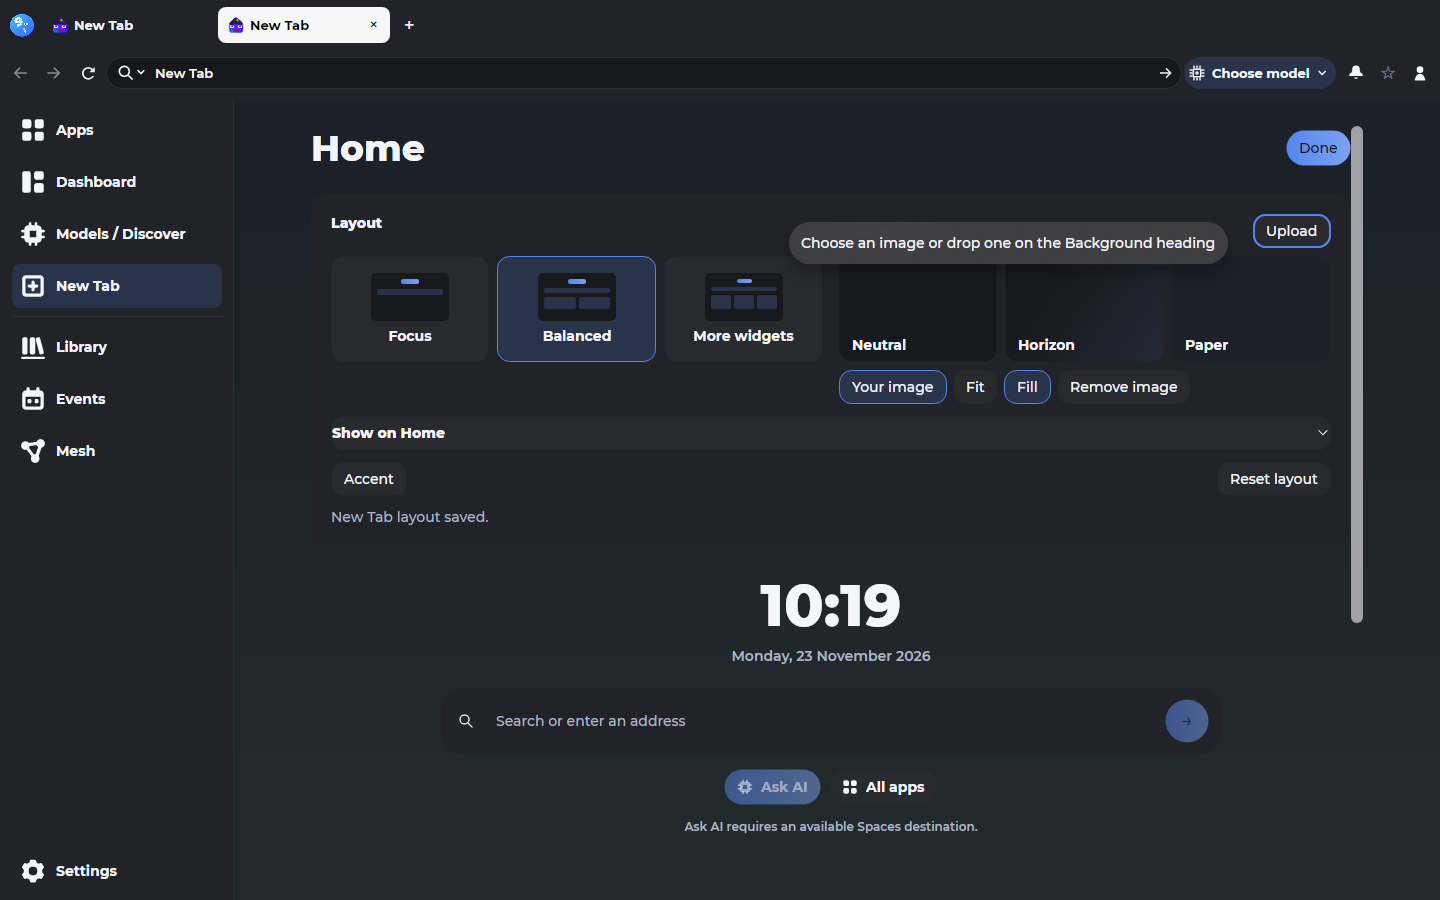 New Tab
New Tab
New Tab
Choose model
Apps
Dashboard
Models / Discover
New Tab
Library
Events
Mesh
Settings
Home
Done
Layout
Choose an image or drop one on the Background heading
Upload
Focus
Balanced
More widgets
Neutral
Horizon
Paper
Your image
Fit
Fill
Remove image
Show on Home
Accent
Reset layout
New Tab layout saved.
10:19
Monday, 23 November 2026
Search or enter an address
Ask AI
All apps
Ask AI requires an available Spaces destination.